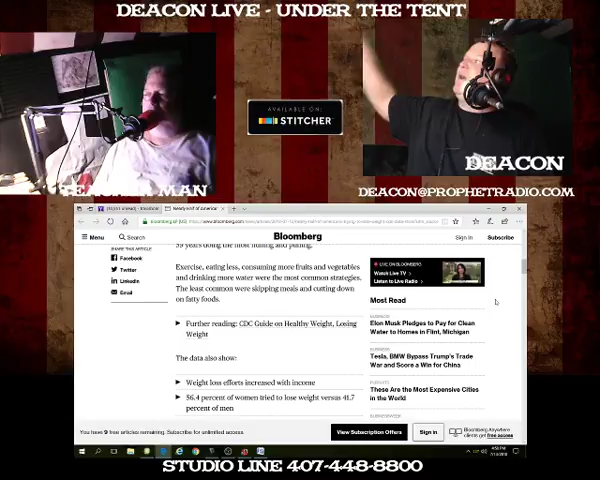 DEACON LIVE - UNDER THE TENT
AVAILABLE ON:
STITCHER
DEACON
MAN
DEACON@PROPHETRADIO.COM
Menu
Search
Bloomberg
Sign In
Subscribe
SHARE THIS ARTICLE
Facebook
Twitter
LinkedIn
Email
59 years doing the most huffing and puffing.
Exercise, eating less, consuming more fruits and vegetables
and drinking more water were the most common strategies.
The least common were skipping meals and cutting down
on fatty foods.
Further reading: CDC Guide on Healthy Weight, Losing
Weight
The data also show:
Weight loss efforts increased with income
56.4 percent of women tried to lose weight versus 41.7
percent of men
LIVE ON BLOOMBERG
Watch Live TV
Listen to Live Radio
Most Read
BUSINESS
Elon Musk Pledges to Pay for Clean
Water to Homes in Flint, Michigan
BUSINESS
Tesla, BMW Bypass Trump's Trade
War and Score a Win for China
PURSUITS
These Are the Most Expensive Cities
in the World
BUSINESSWEEK
You have 9 free articles remaining. Subscribe for unlimited access.
View Subscription Offers
Sign in
Bloomberg Anywhere
clients get free access
STUDIO LINE 407-448-8800